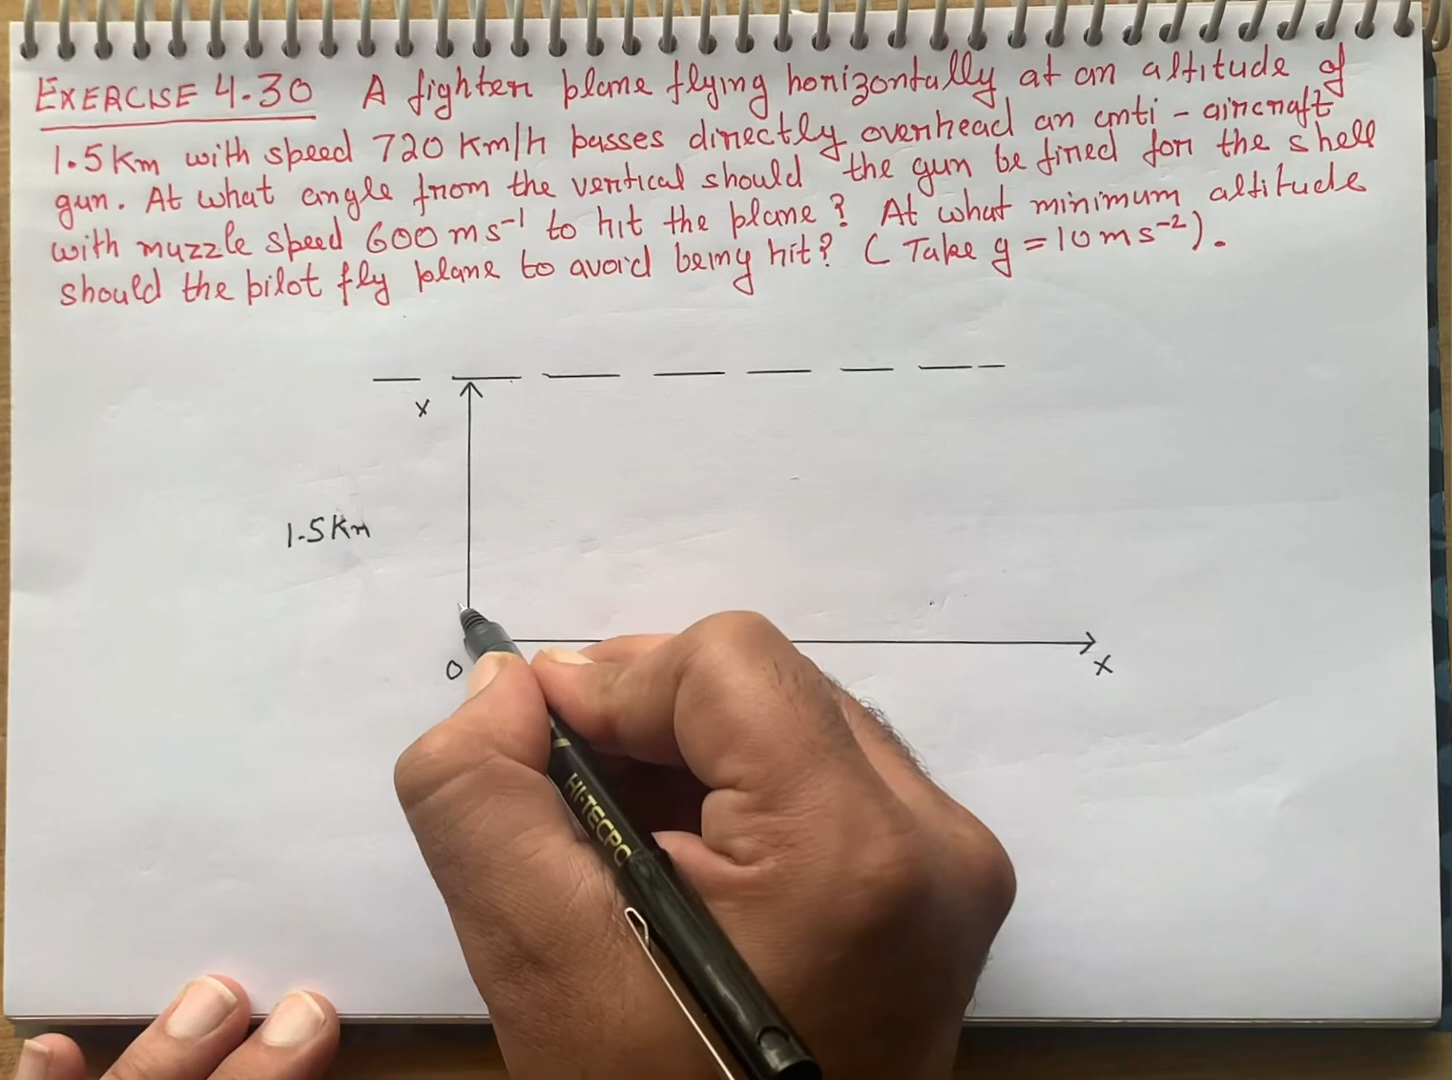 EXERCISE 4.30 A fighter plane flying horizontally at an altitude of
1.5 Km with speed 720 Km/h passes directly overhead an anti-aircraft
gun. At what angle from the vertical should the gun be fired for the shell
with muzzle speed 600 ms⁻¹ to hit the plane? At what minimum altitude
should the pilot fly plane to avoid being hit? (Take g = 10 ms⁻²).
x
1.5 Km
O
X
HI-TECPO